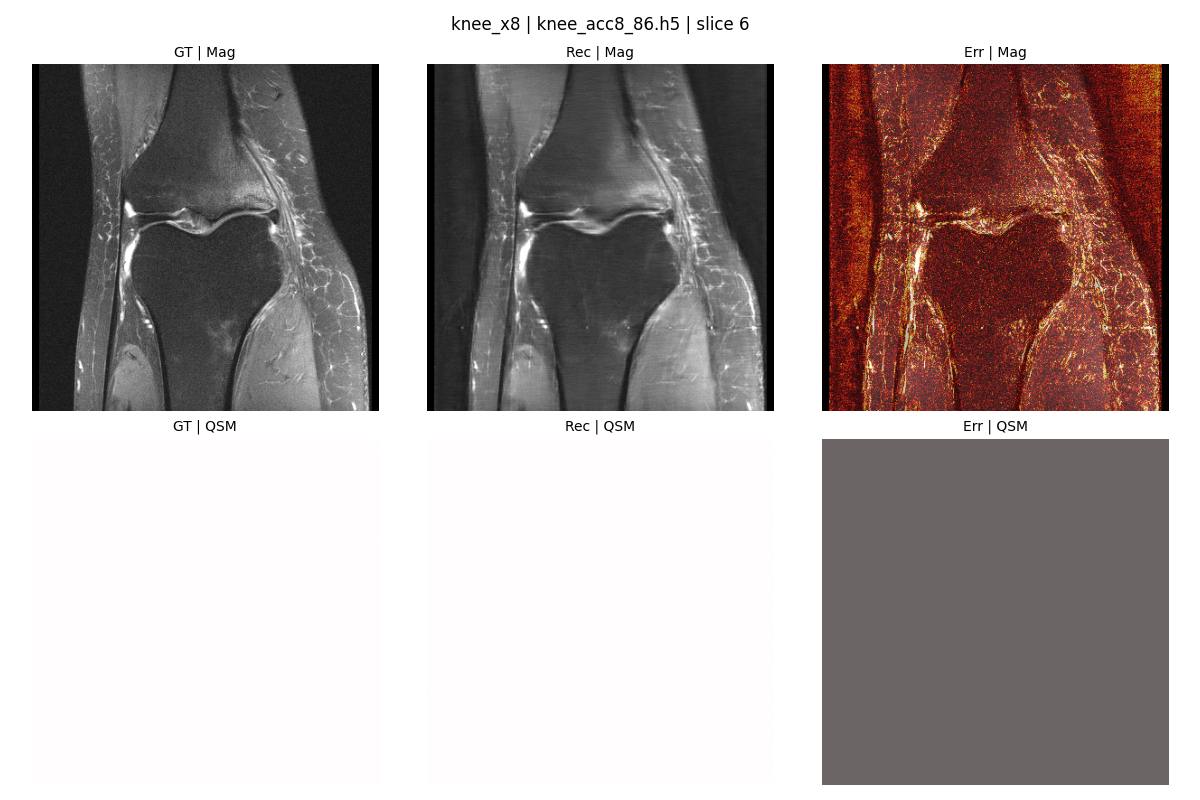 knee_x8 | knee_acc8_86.h5 | slice 6
GT | Mag
Rec | Mag
Err | Mag
GT | QSM
Rec | QSM
Err | QSM